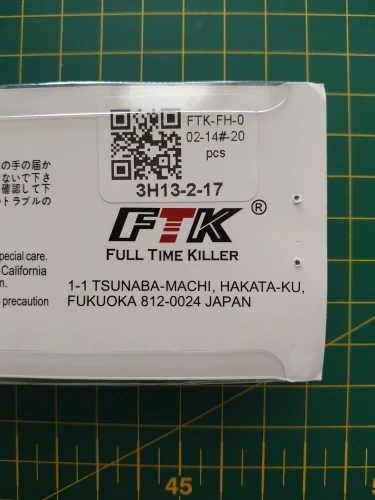 FTK-FH-0
02-14#-20
pcs
3H13-2-17
FTK®
FULL TIME KILLER
1-1 TSUNABA-MACHI, HAKATA-KU,
FUKUOKA 812-0024 JAPAN
の手の届か
ないで下さ
確認して下
トラブルの
pecial care.
California
n.
precaution
45